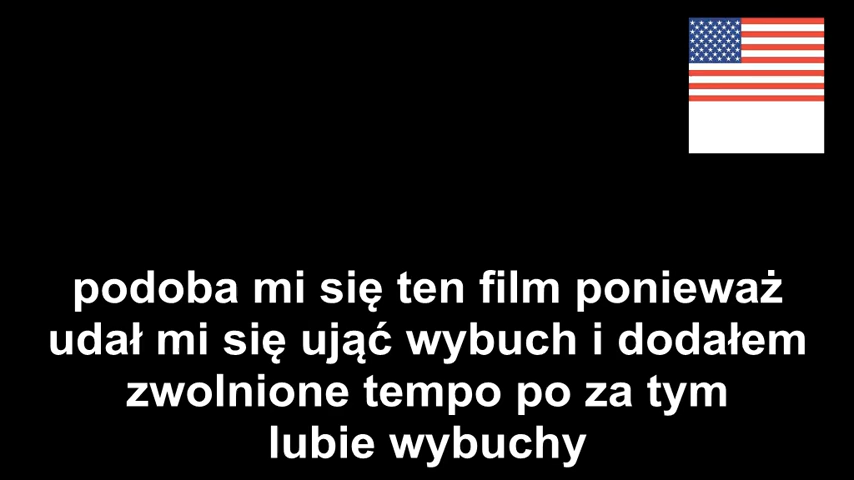 podoba mi się ten film ponieważ
udał mi się ująć wybuch i dodałem
zwolnione tempo po za tym
lubie wybuchy